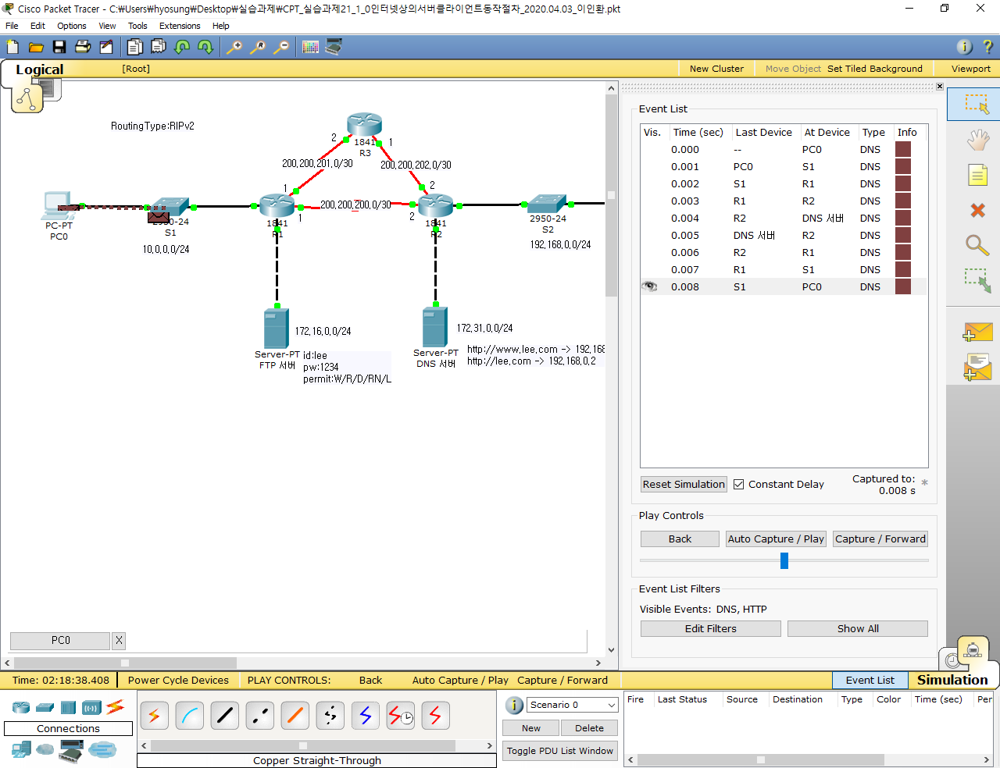 Cisco Packet Tracer - C:\Users\hyosung\Desktop\실습과제\CPT_실습과제21_1_0인터넷상의서버클라이언트동작절차_2020.04.03_이인환.pkt
File Edit Options View Tools Extensions Help
Logical [Root] New Cluster Move Object Set Tiled Background Viewport
RoutingType:RIPv2
2
1841
R3
1
200.200.201.0/30
200.200.202.0/30
1
2
200.200.200.0/30
1
2
PC-PT
PC0
2950-24
S1
1841
R1
1841
R2
2950-24
S2
10.0.0.0/24
192.168.0.0/24
172.16.0.0/24
172.31.0.0/24
Server-PT
FTP 서버
id:lee
pw:1234
permit:W/R/D/RN/L
Server-PT
DNS 서버
http://www.lee.com -> 192.168
http://lee.com -> 192.168.0.2
PC0 X
Event List
Vis. Time (sec) Last Device At Device Type Info
0.000 -- PC0 DNS
0.001 PC0 S1 DNS
0.002 S1 R1 DNS
0.003 R1 R2 DNS
0.004 R2 DNS 서버 DNS
0.005 DNS 서버 R2 DNS
0.006 R2 R1 DNS
0.007 R1 S1 DNS
0.008 S1 PC0 DNS
Reset Simulation Constant Delay Captured to: *
0.008 s
Play Controls
Back Auto Capture / Play Capture / Forward
Event List Filters
Visible Events: DNS, HTTP
Edit Filters Show All
Time: 02:18:38.408 Power Cycle Devices PLAY CONTROLS: Back Auto Capture / Play Capture / Forward Event List Simulation
Connections
Copper Straight-Through
Scenario 0
New Delete
Toggle PDU List Window
Fire Last Status Source Destination Type Color Time (sec) Per